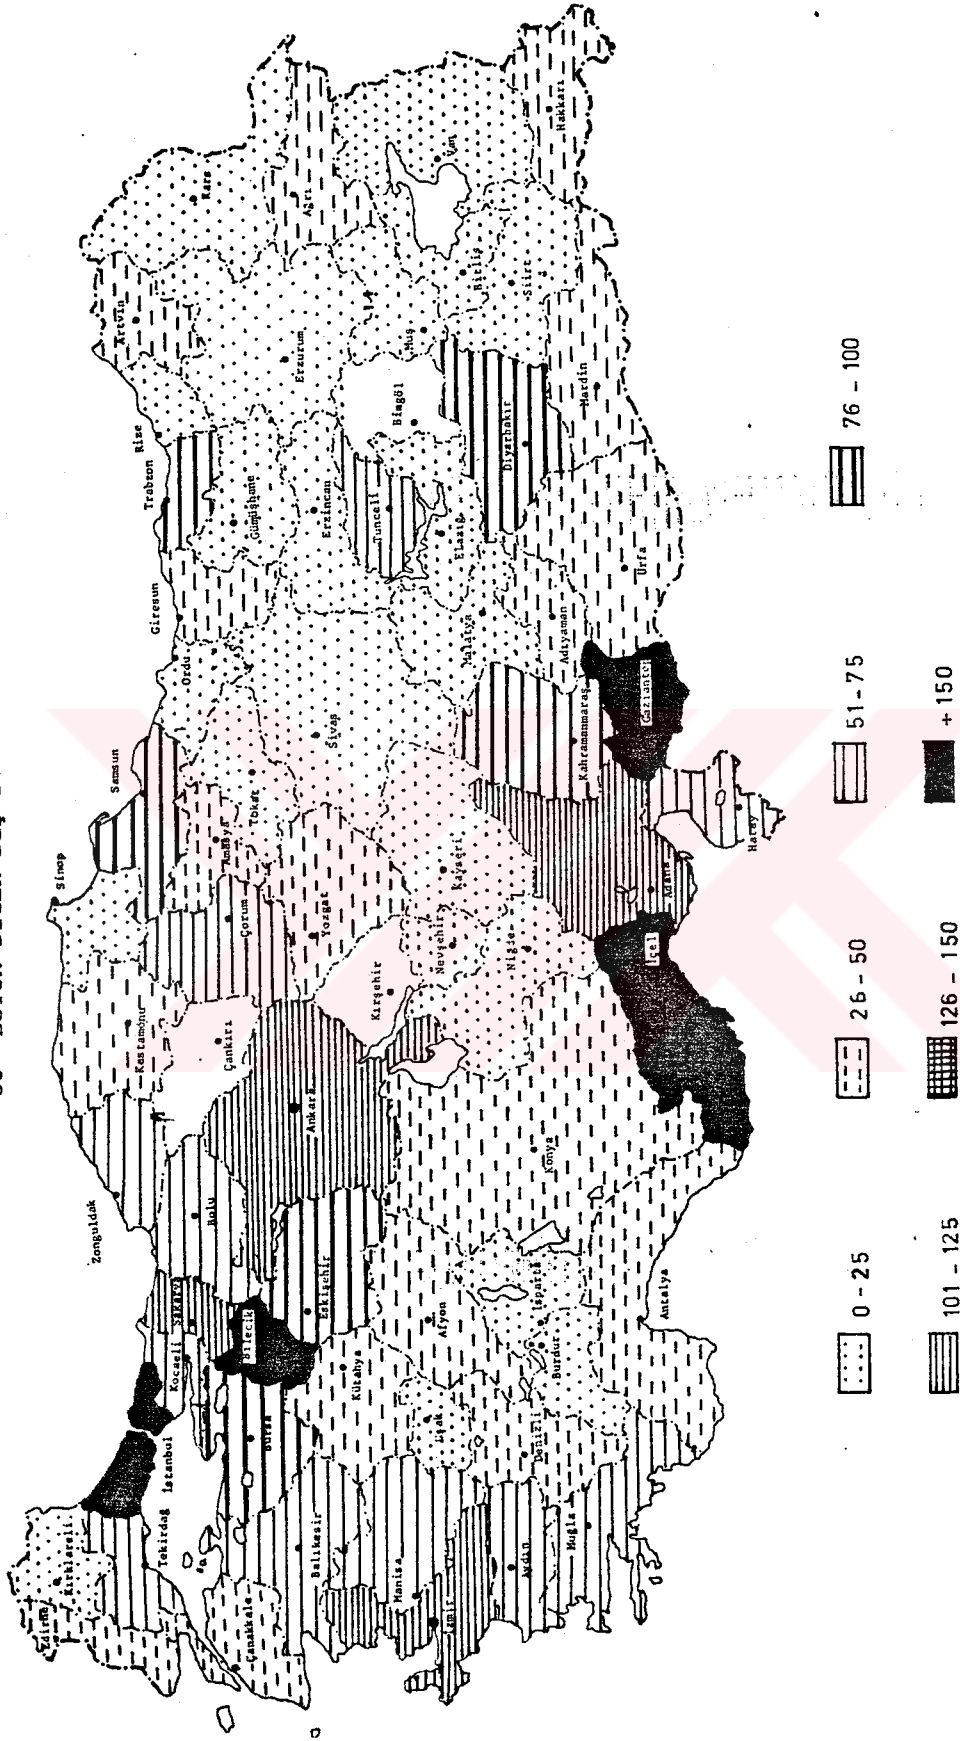 Edirne
Kırklareli
Tekirdağ
İstanbul
Kocaeli
Sakarya
Zonguldak
Bolu
Kastamonu
Sinop
Samsun
Çankırı
Çorum
Amasya
Tokat
Ordu
Giresun
Trabzon
Rize
Artvin
Kars
Gümüşhane
Erzincan
Erzurum
Ağrı
Çanakkale
Balıkesir
Bursa
Bilecik
Eskişehir
Ankara
Kırşehir
Yozgat
Sivas
Tunceli
Bingöl
Muş
Van
Bitlis
Siirt
Hakkari
Manisa
İzmir
Uşak
Kütahya
Afyon
Konya
Nevşehir
Niğde
Kayseri
Malatya
Elazığ
Diyarbakır
Mardin
Aydın
Denizli
Muğla
Burdur
Isparta
Antalya
İçel
Adana
Hatay
Kahramanmaraş
Gaziantep
Adıyaman
Urfa
0 - 25
26 - 50
51 - 75
76 - 100
101 - 125
126 - 150
+ 150